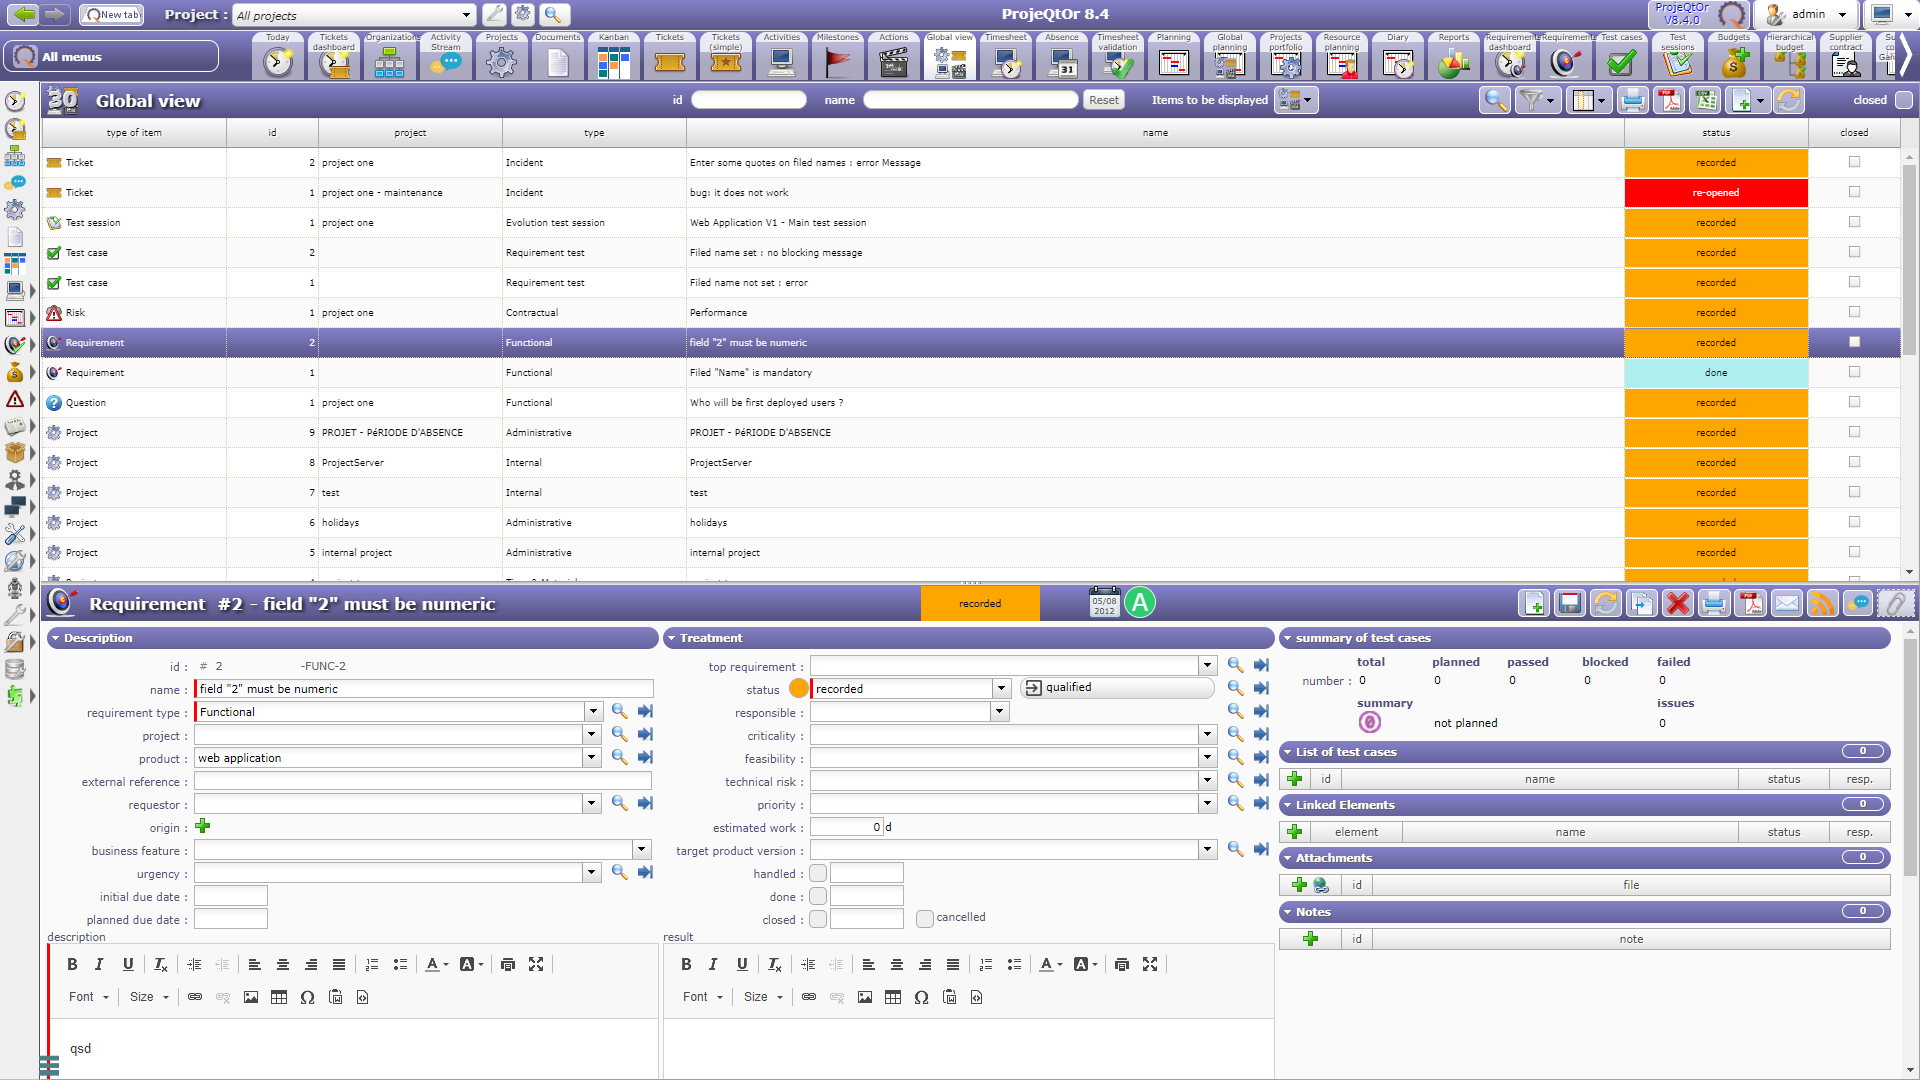 New tab
Project :
All projects
ProjeQtOr 8.4
ProjeQtOr
V8.4.0
admin
All menus
Today
Tickets dashboard
Organizations
Activity Stream
Projects
Documents
Kanban
Tickets
Tickets (simple)
Activities
Milestones
Actions
Global view
Timesheet
Absence
Timesheet validation
Planning
Global planning
Projects portfolio
Resource planning
Diary
Reports
Requirements dashboard
Requirements
Test cases
Test sessions
Budgets
Hierarchical budget
Supplier contract
Global view
id
name
Reset
Items to be displayed
closed
type of item id project type name status closed
Ticket 2 project one Incident Enter some quotes on filed names : error Message recorded
Ticket 1 project one - maintenance Incident bug: it does not work re-opened
Test session 1 project one Evolution test session Web Application V1 - Main test session recorded
Test case 2 Requirement test Filed name set : no blocking message recorded
Test case 1 Requirement test Filed name not set : error recorded
Risk 1 project one Contractual Performance recorded
Requirement 2 Functional field "2" must be numeric recorded
Requirement 1 Functional Filed "Name" is mandatory done
Question 1 project one Functional Who will be first deployed users ? recorded
Project 9 PROJET - PéRIODE D'ABSENCE Administrative PROJET - PéRIODE D'ABSENCE recorded
Project 8 ProjectServer Internal ProjectServer recorded
Project 7 test Internal test recorded
Project 6 holidays Administrative holidays recorded
Project 5 internal project Administrative internal project recorded
Requirement #2 - field "2" must be numeric
recorded
05/08
2012
A
Description
id : # 2 -FUNC-2
name : field "2" must be numeric
requirement type : Functional
project :
product : web application
external reference :
requestor :
origin :
business feature :
urgency :
initial due date :
planned due date :
description
B I U
Font Size
qsd
Treatment
top requirement :
status recorded qualified
responsible :
criticality :
feasibility :
technical risk :
priority :
estimated work : 0 d
target product version :
handled :
done :
closed : cancelled
result
B I U
Font Size
summary of test cases
total planned passed blocked failed
number : 0 0 0 0 0
summary issues
0 not planned 0
List of test cases 0
id name status resp.
Linked Elements 0
element name status resp.
Attachments 0
id file
Notes 0
id note